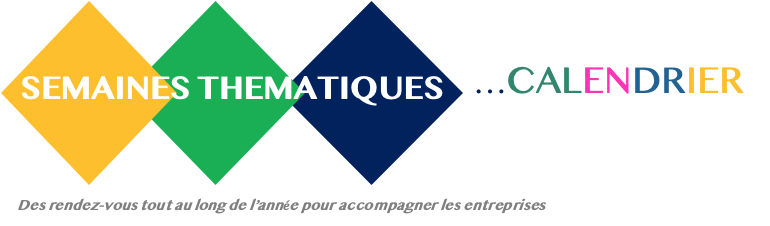 SEMAINES THEMATIQUES ...CALENDRIER
Des rendez-vous tout au long de l'année pour accompagner les entreprises